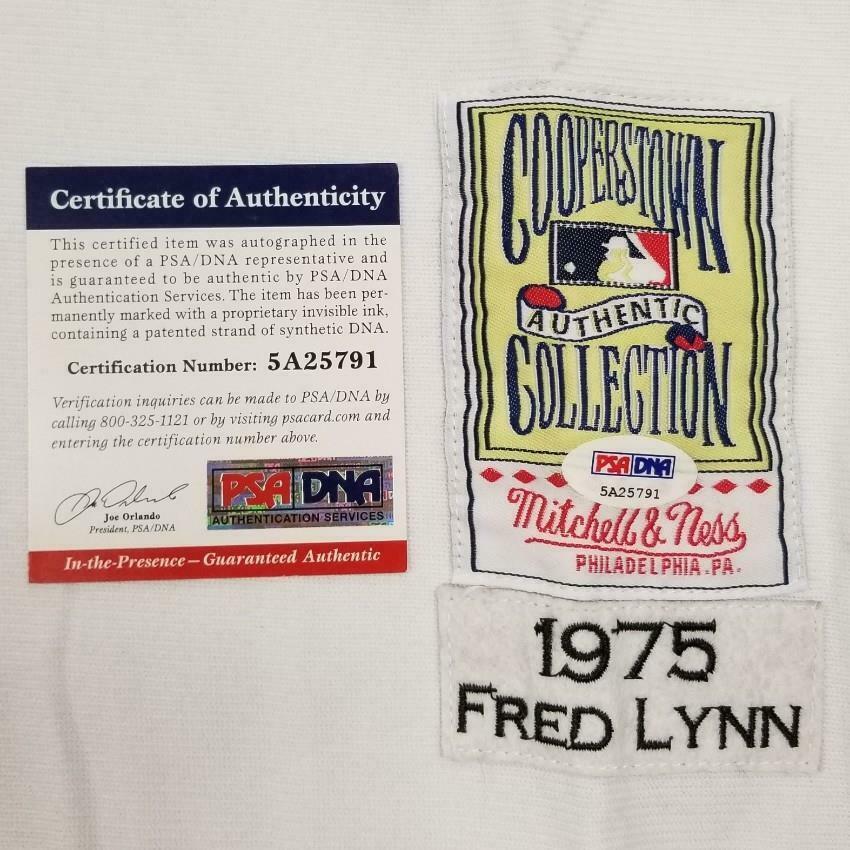 Certificate of Authenticity
This certified item was autographed in the
presence of a PSA/DNA representative and
is guaranteed to be authentic by PSA/DNA
Authentication Services. The item has been per-
manently marked with a proprietary invisible ink,
containing a patented strand of synthetic DNA.
Certification Number: 5A25791
Verification inquiries can be made to PSA/DNA by
calling 800-325-1121 or by visiting psacard.com and
entering the certification number above.
Joe Orlando
President, PSA/DNA
PSA DNA
AUTHENTICATION SERVICES
In-the-Presence—Guaranteed Authentic
COOPERSTOWN
AUTHENTIC
COLLECTION
PSA DNA
5A25791
Mitchell & Ness
PHILADELPHIA.PA.
1975
FRED LYNN